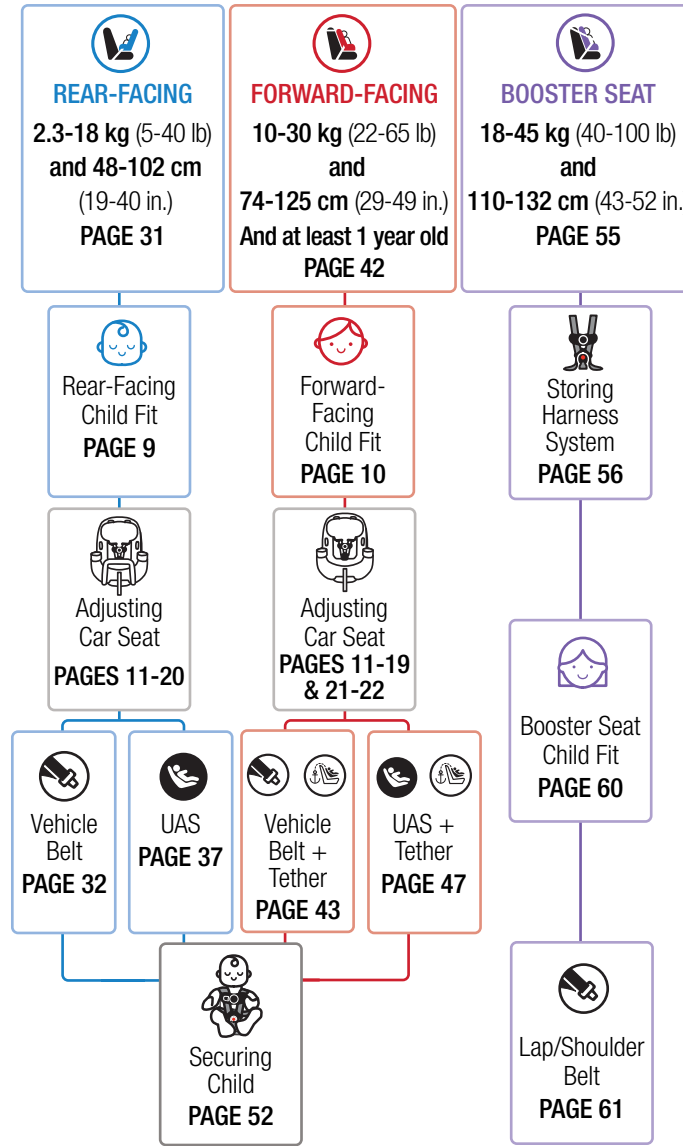 REAR-FACING
2.3-18 kg (5-40 lb)
and 48-102 cm
(19-40 in.)
PAGE 31
FORWARD-FACING
10-30 kg (22-65 lb)
and
74-125 cm (29-49 in.)
And at least 1 year old
PAGE 42
BOOSTER SEAT
18-45 kg (40-100 lb)
and
110-132 cm (43-52 in.
PAGE 55
Rear-Facing
Child Fit
PAGE 9
Forward-
Facing
Child Fit
PAGE 10
Storing
Harness
System
PAGE 56
Adjusting
Car Seat
PAGES 11-20
Adjusting
Car Seat
PAGES 11-19
& 21-22
Booster Seat
Child Fit
PAGE 60
Vehicle
Belt
PAGE 32
UAS
PAGE 37
Vehicle
Belt +
Tether
PAGE 43
UAS +
Tether
PAGE 47
Securing
Child
PAGE 52
Lap/Shoulder
Belt
PAGE 61